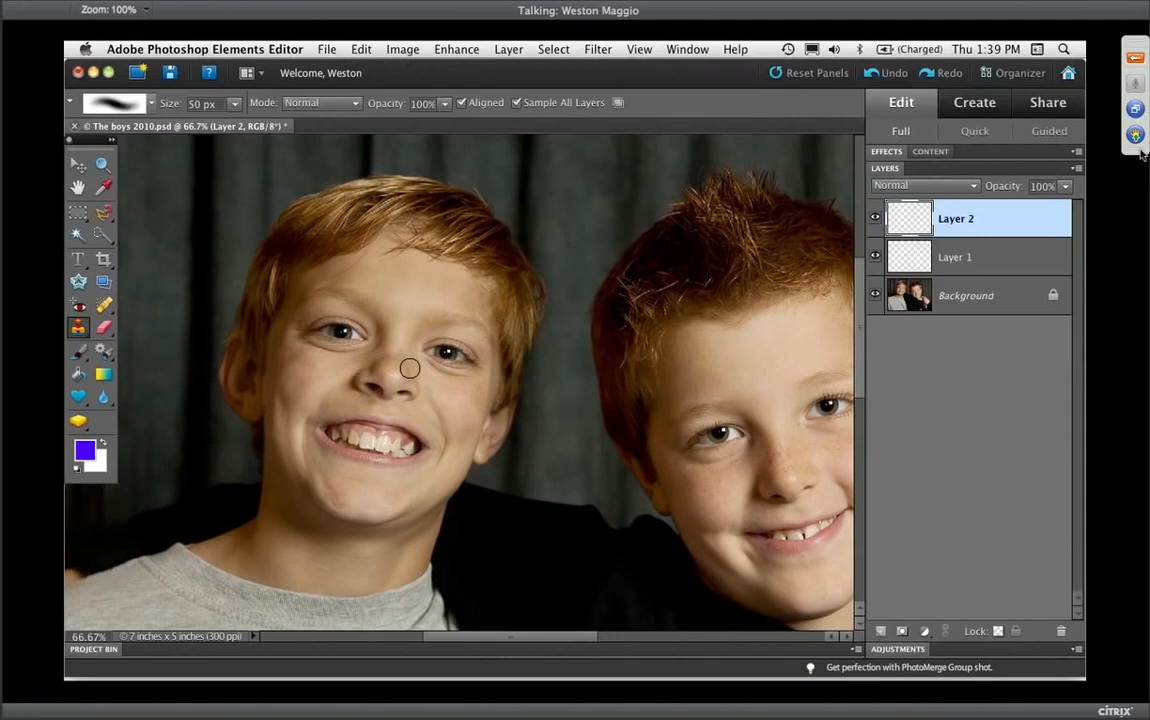 Zoom: 100%
Talking: Weston Maggio
Adobe Photoshop Elements Editor File Edit Image Enhance Layer Select Filter View Window Help (Charged) Thu 1:39 PM
Welcome, Weston
Reset Panels Undo Redo Organizer
Size: 50 px Mode: Normal Opacity: 100% Aligned Sample All Layers
Edit Create Share
© The boys 2010.psd @ 66.7% (Layer 2, RGB/8*) *
Full Quick Guided
EFFECTS CONTENT
LAYERS
Normal Opacity: 100%
Layer 2
Layer 1
Background
T
66.67% © 7 inches x 5 inches (300 ppi)
Lock:
PROJECT BIN
ADJUSTMENTS
Get perfection with PhotoMerge Group shot.
CITRIX